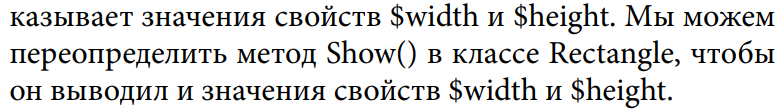 казывает значения свойств $width и $height. Мы можем
переопределить метод Show() в классе Rectangle, чтобы
он выводил и значения свойств $width и $height.